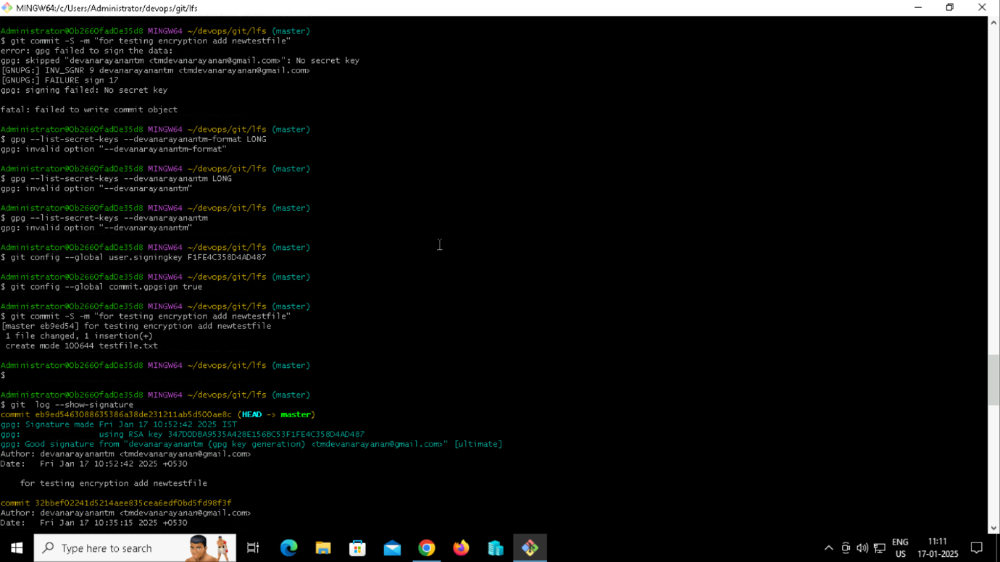 MINGW64:/c/Users/Administrator/devops/git/lfs
Administrator@0b2660fad0e35d8 MINGW64 ~/devops/git/lfs (master)
$ git commit -S -m "for testing encryption add newtestfile"
error: gpg failed to sign the data:
gpg: skipped "devanarayanantm <tmdevanarayanan@gmail.com>": No secret key
[GNUPG:] INV_SGNR 9 devanarayanantm <tmdevanarayanan@gmail.com>
[GNUPG:] FAILURE sign 17
gpg: signing failed: No secret key
fatal: failed to write commit object
Administrator@0b2660fad0e35d8 MINGW64 ~/devops/git/lfs (master)
$ gpg --list-secret-keys --devanarayanantm-format LONG
gpg: invalid option "--devanarayanantm-format"
Administrator@0b2660fad0e35d8 MINGW64 ~/devops/git/lfs (master)
$ gpg --list-secret-keys --devanarayanantm LONG
gpg: invalid option "--devanarayanantm"
Administrator@0b2660fad0e35d8 MINGW64 ~/devops/git/lfs (master)
$ gpg --list-secret-keys --devanarayanantm
gpg: invalid option "--devanarayanantm"
Administrator@0b2660fad0e35d8 MINGW64 ~/devops/git/lfs (master)
$ git config --global user.signingkey F1FE4C358D4AD487
Administrator@0b2660fad0e35d8 MINGW64 ~/devops/git/lfs (master)
$ git config --global commit.gpgsign true
Administrator@0b2660fad0e35d8 MINGW64 ~/devops/git/lfs (master)
$ git commit -S -m "for testing encryption add newtestfile"
[master eb9ed54] for testing encryption add newtestfile
1 file changed, 1 insertion(+)
create mode 100644 testfile.txt
Administrator@0b2660fad0e35d8 MINGW64 ~/devops/git/lfs (master)
$
Administrator@0b2660fad0e35d8 MINGW64 ~/devops/git/lfs (master)
$ git  log --show-signature
commit eb9ed5463088635386a38de231211ab5d500ae8c (HEAD -> master)
gpg: Signature made Fri Jan 17 10:52:42 2025 IST
gpg:                using RSA key 347D0DBA9535A428E156BC53F1FE4C358D4AD487
gpg: Good signature from "devanarayanantm (gpg key generation) <tmdevanarayanan@gmail.com>" [ultimate]
Author: devanarayanantm <tmdevanarayanan@gmail.com>
Date:   Fri Jan 17 10:52:42 2025 +0530
for testing encryption add newtestfile
commit 32bbef02241d5214aee835cea6edf0bd5fd98f3f
Author: devanarayanantm <tmdevanarayanan@gmail.com>
Date:   Fri Jan 17 10:35:15 2025 +0530
Type here to search
ENG
US
11:11
17-01-2025